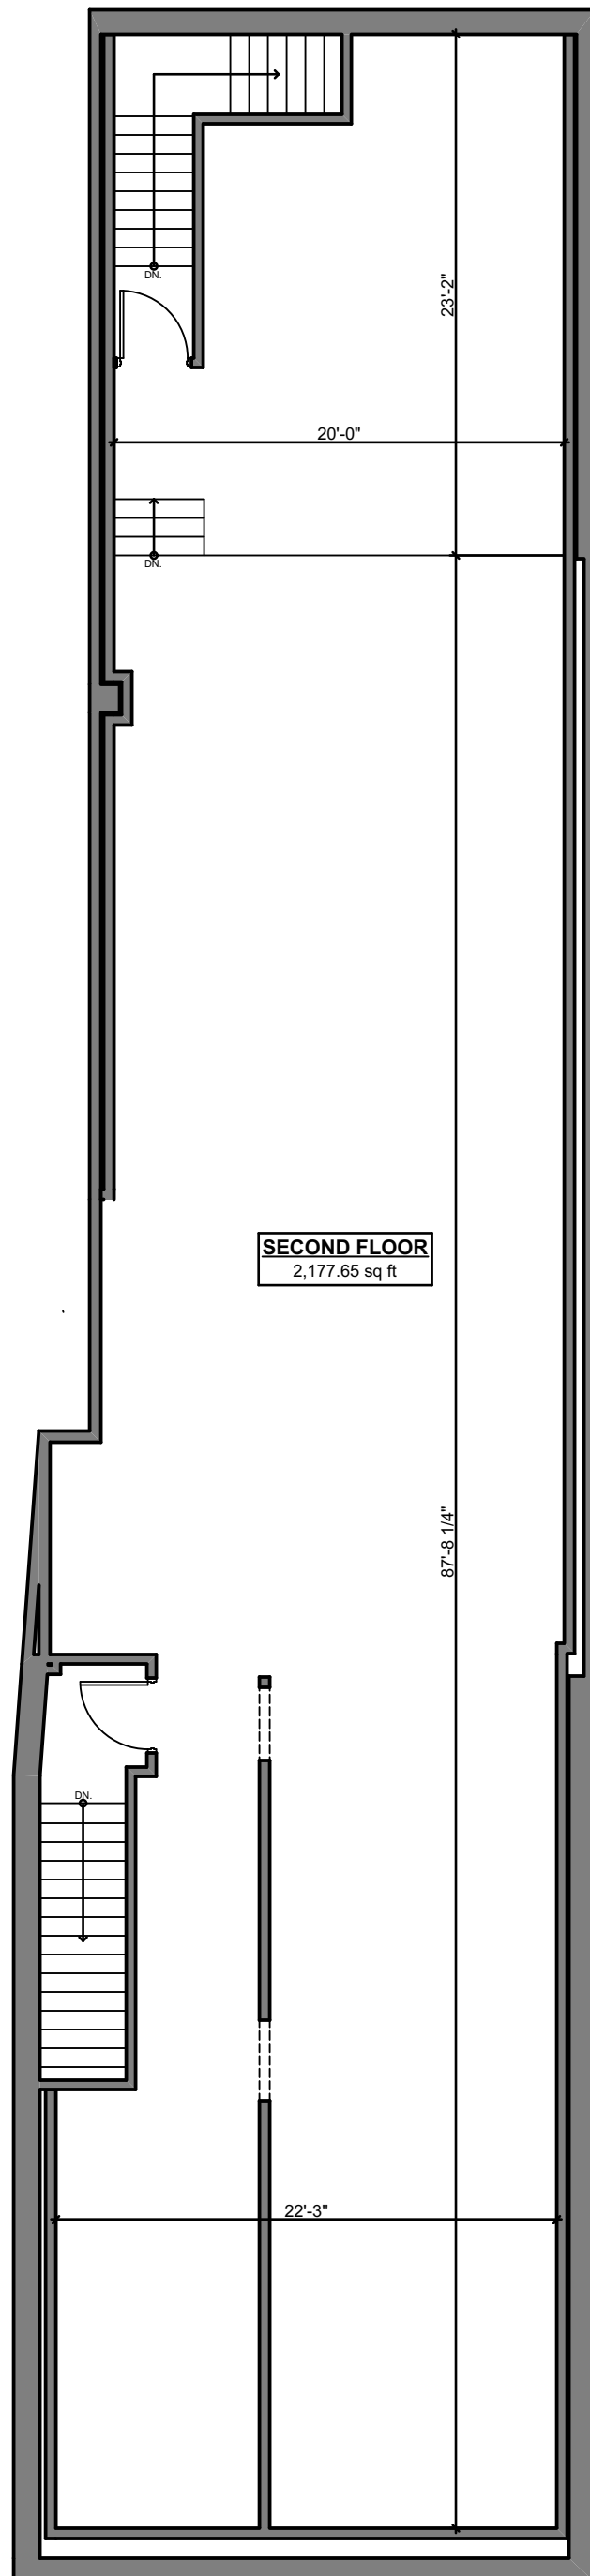 DN.
23'-2"
20'-0"
DN.
SECOND FLOOR
2,177.65 sq ft
87'-8 1/4"
DN.
22'-3"